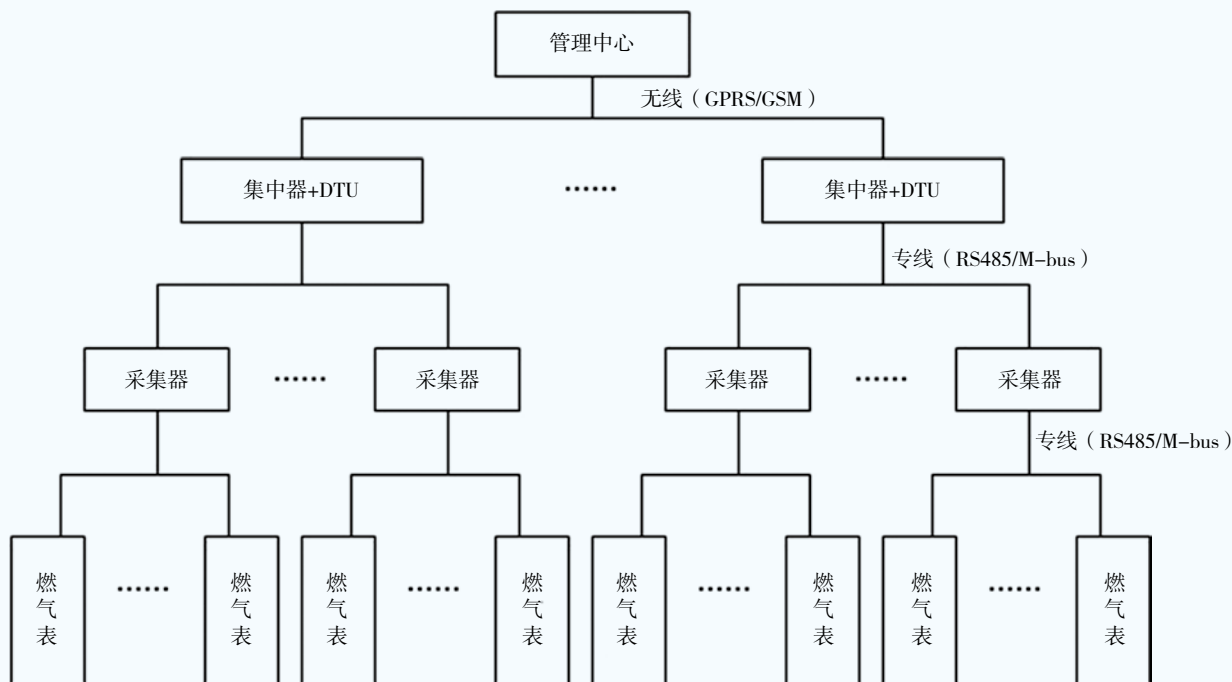 管理中心
无线（GPRS/GSM）
集中器+DTU
……
集中器+DTU
专线（RS485/M-bus）
采集器
……
采集器
采集器
……
采集器
专线（RS485/M-bus）
燃气表
……
燃气表
燃气表
……
燃气表
燃气表
……
燃气表
燃气表
……
燃气表